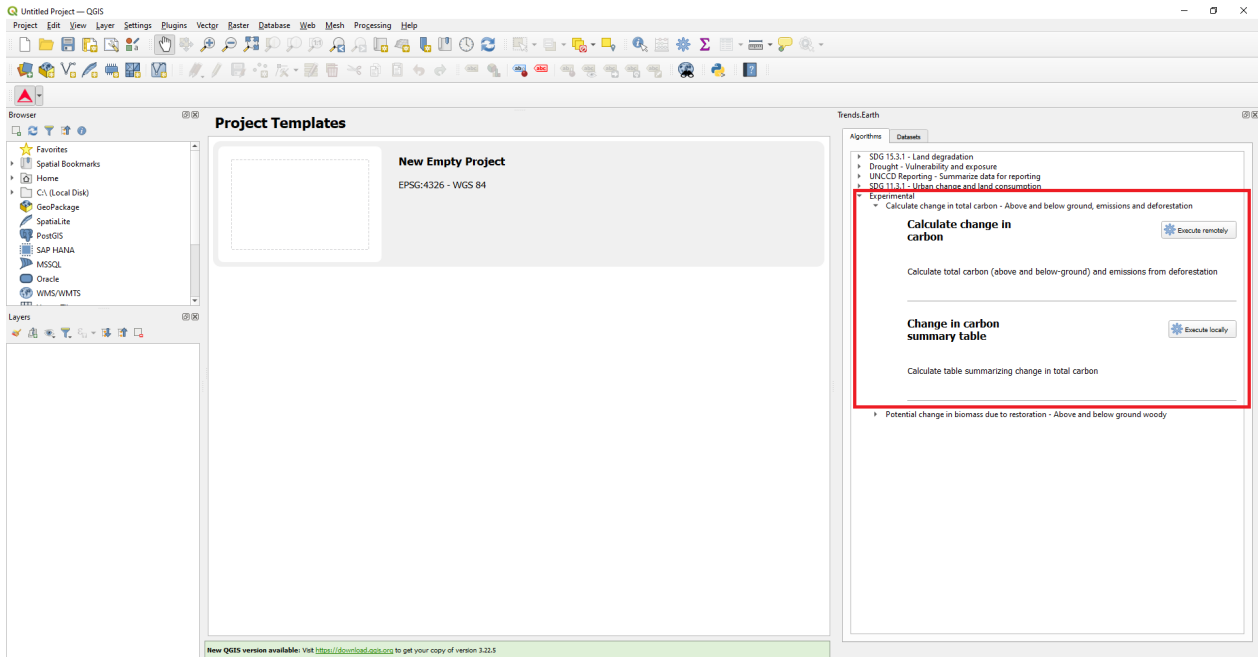 Untitled Project — QGIS
Project Edit View Layer Settings Plugins Vector Raster Database Web Mesh Processing Help
Browser
Favorites
Spatial Bookmarks
Home
C:\ (Local Disk)
GeoPackage
SpatiaLite
PostGIS
SAP HANA
MSSQL
Oracle
WMS/WMTS
Layers
Project Templates
New Empty Project
EPSG:4326 - WGS 84
New QGIS version available: Visit https://download.qgis.org to get your copy of version 3.22.5
Trends.Earth
Algorithms Datasets
SDG 15.3.1 - Land degradation
Drought - Vulnerability and exposure
UNCCD Reporting - Summarize data for reporting
SDG 11.3.1 - Urban change and land consumption
Experimental
Calculate change in total carbon - Above and below ground, emissions and deforestation
Calculate change in
carbon
Execute remotely
Calculate total carbon (above and below-ground) and emissions from deforestation
Change in carbon
summary table
Execute locally
Calculate table summarizing change in total carbon
Potential change in biomass due to restoration - Above and below ground woody